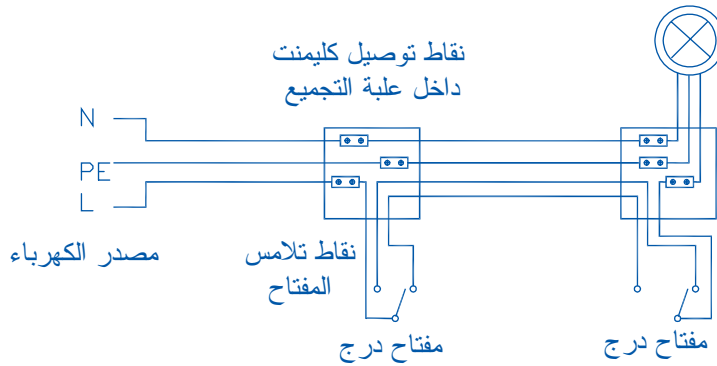 نقاط توصيل كليمنت
داخل علبة التجميع
N
PE
L
مصدر الكهرباء
نقاط تلامس
المفتاح
مفتاح درج
مفتاح درج